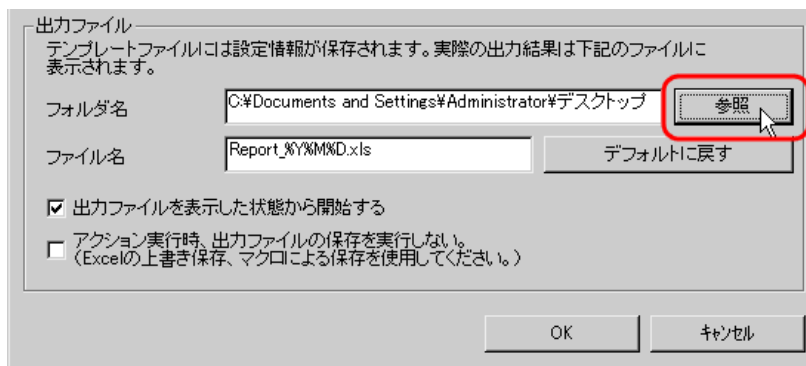 出力ファイル
テンプレートファイルには設定情報が保存されます。実際の出力結果は下記のファイルに
表示されます。
フォルダ名 C:¥Documents and Settings¥Administrator¥デスクトップ 参照
ファイル名 Report_%Y%M%D.xls デフォルトに戻す
出力ファイルを表示した状態から開始する
アクション実行時、出力ファイルの保存を実行しない。
(Excelの上書き保存、マクロによる保存を使用してください。)
OK キャンセル